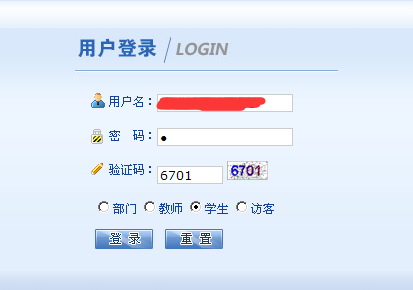 用户登录 / LOGIN
用户名：
密 码： ●
验证码： 6701 6701
部门 教师 学生 访客
登 录 重 置